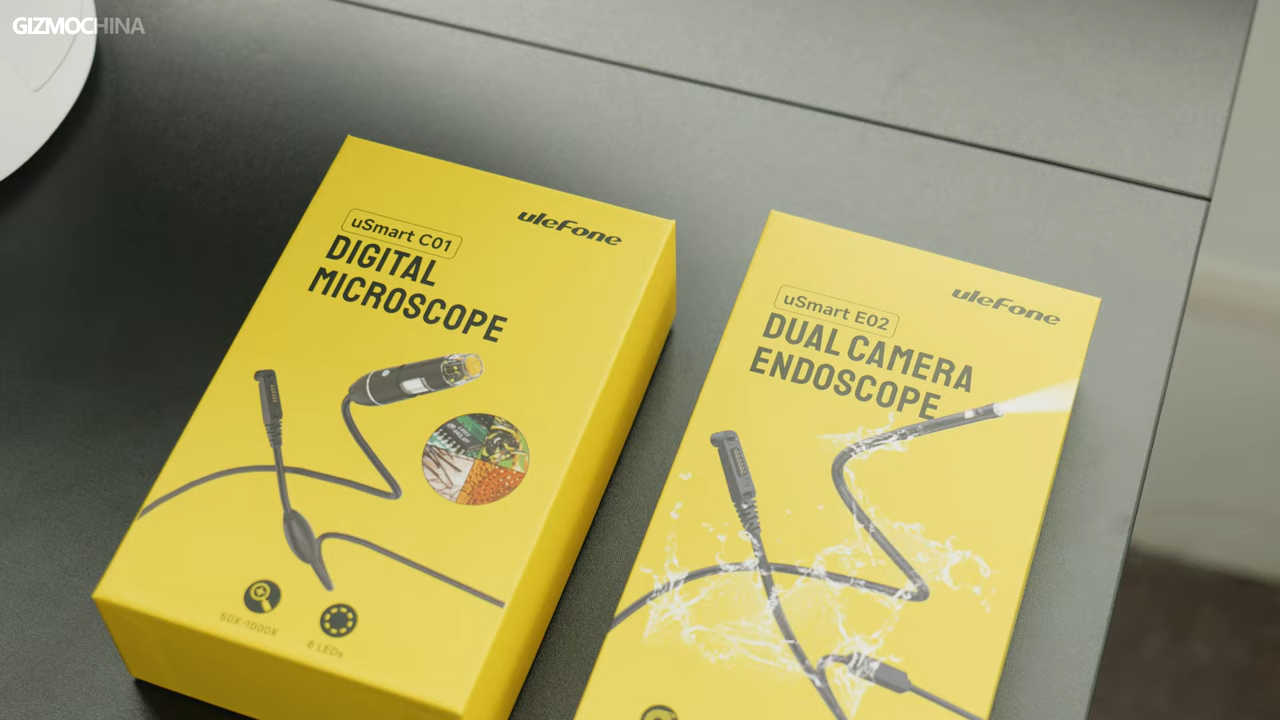 GIZMOCHINA
ulefone
uSmart C01
DIGITAL
MICROSCOPE
50X-1000X
8 LEDs
ulefone
uSmart E02
DUAL CAMERA
ENDOSCOPE